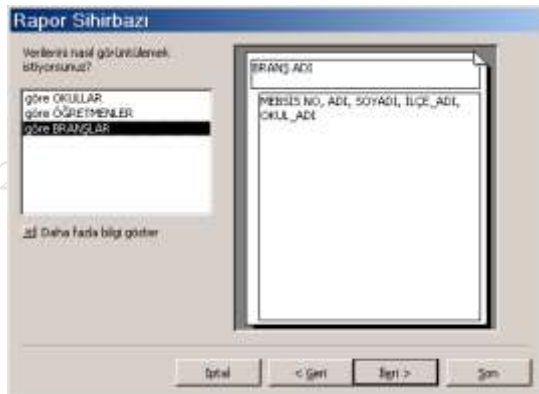 Rapor Sihirbazı
Verilerini nasıl görüntülemek
istiyorsunuz?
göre OKULLAR
göre ÖĞRETMENLER
göre BRANŞLAR
Daha fazla bilgi göster
BRANŞ ADI
MEBSİS NO, ADI, SOYADI, İLÇE_ADI,
OKUL_ADI
İptal
< Geri
İleri >
Son